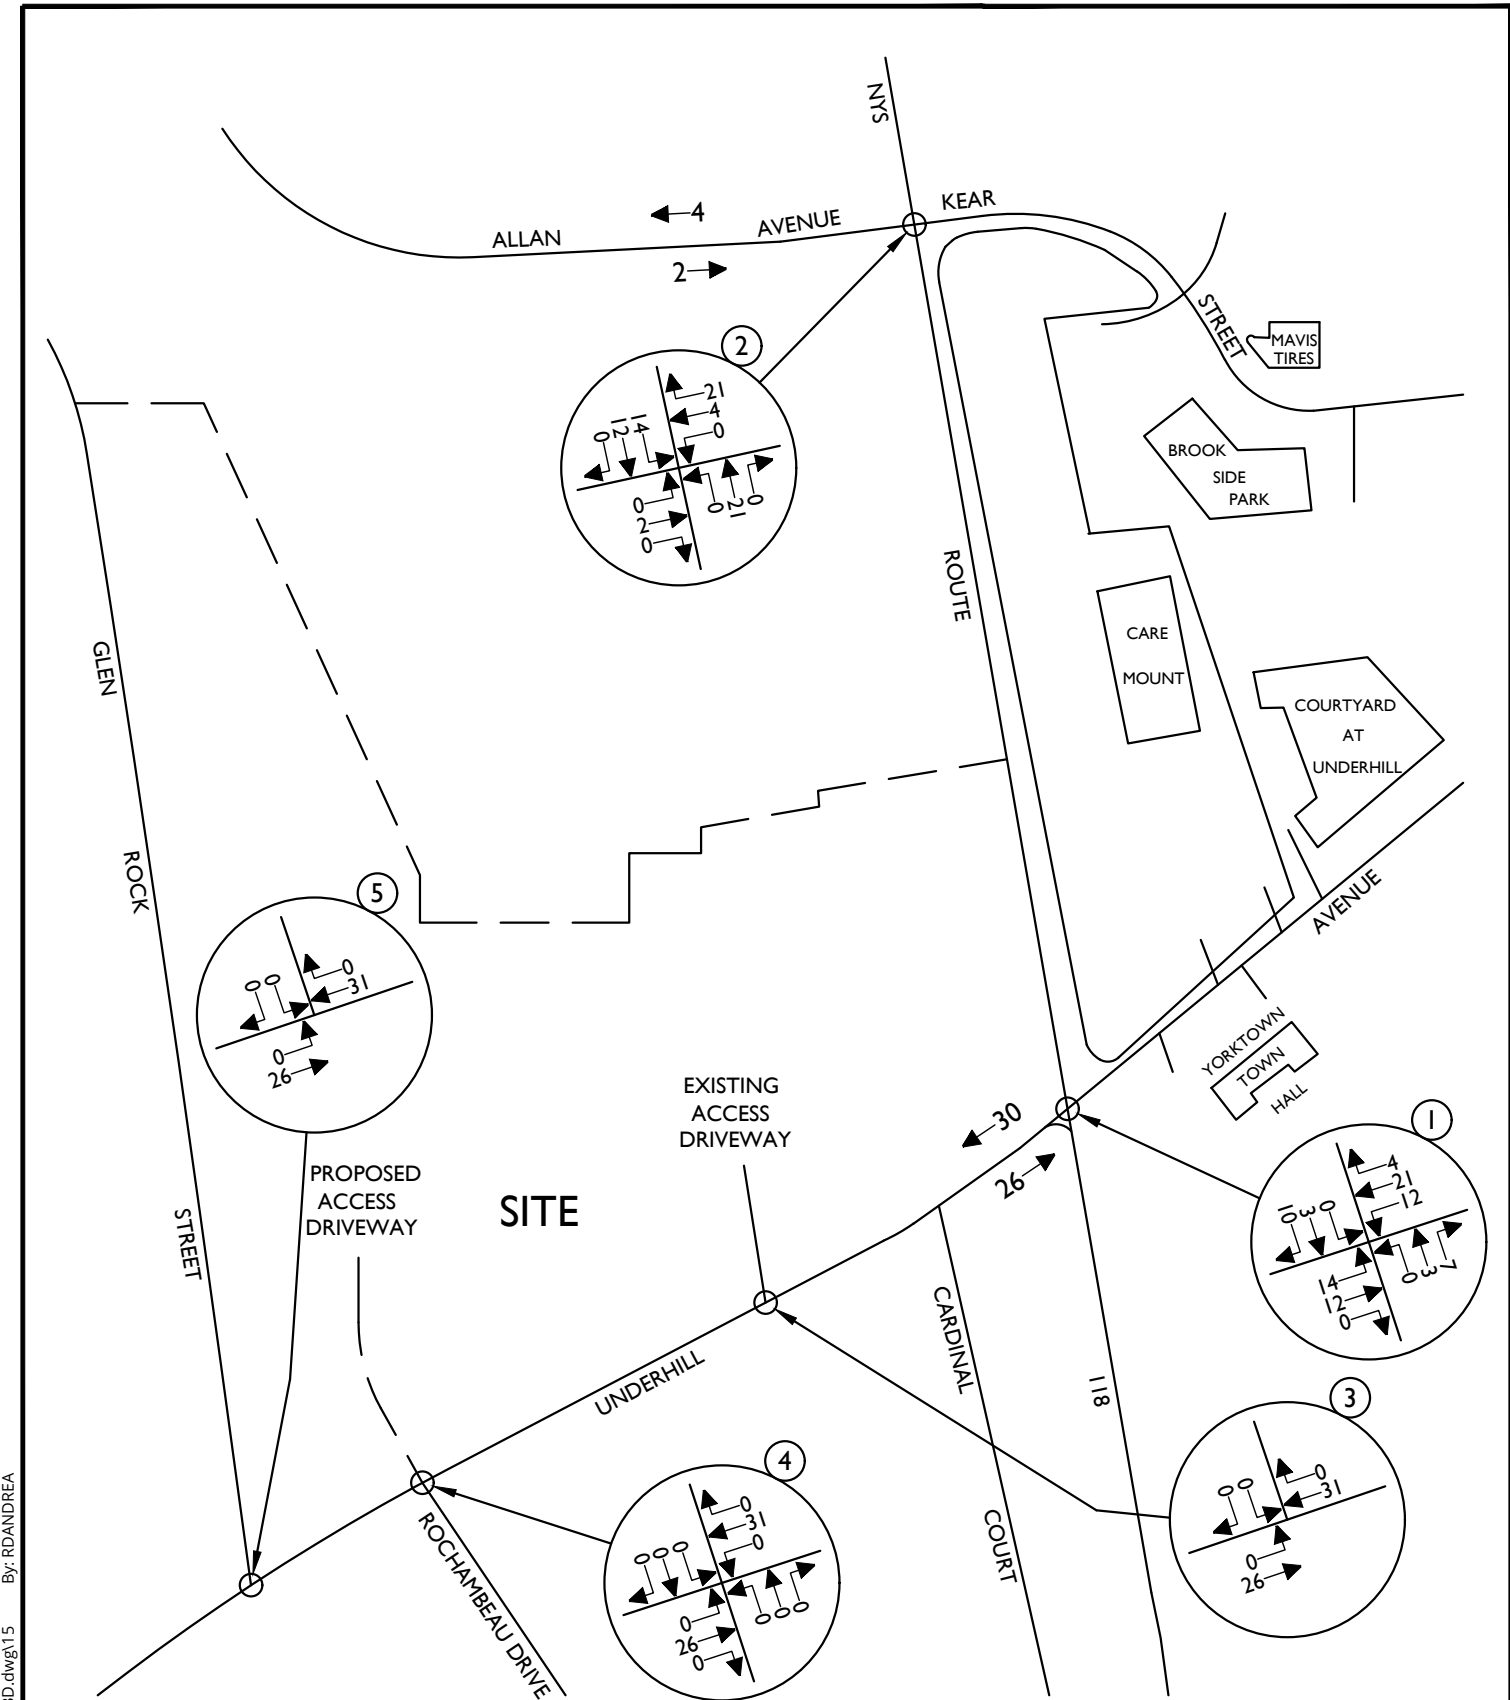 NYS
KEAR
4
ALLAN
AVENUE
2
STREET
MAVIS
TIRES
2
21
4
0
0
12
14
0
2
0
0
21
0
BROOK
SIDE
PARK
ROUTE
CARE
MOUNT
COURTYARD
AT
UNDERHILL
GLEN
ROCK
STREET
AVENUE
5
0
31
0
0
0
26
YORKTOWN
TOWN
HALL
EXISTING
ACCESS
DRIVEWAY
30
26
1
4
21
12
10
3
0
14
12
0
0
3
7
PROPOSED
ACCESS
DRIVEWAY
SITE
CARDINAL
COURT
118
UNDERHILL
3
0
31
0
0
0
26
4
0
31
0
0
0
0
0
26
0
0
0
0
ROCHAMBEAU DRIVE
By: RDANDREA
D.dwg\15